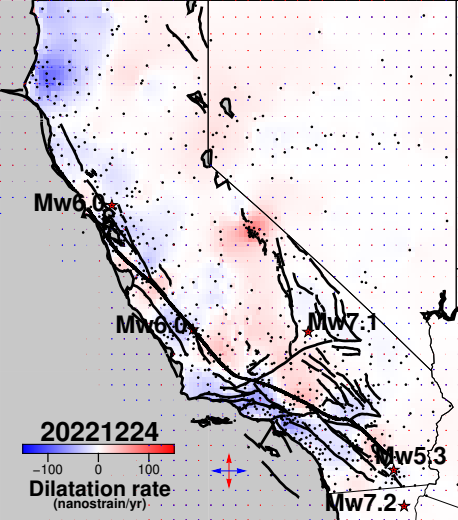 Mw6.0
Mw6.0
Mw7.1
20221224
−100 0 100
Dilatation rate
(nanostrain/yr)
Mw5.3
Mw7.2